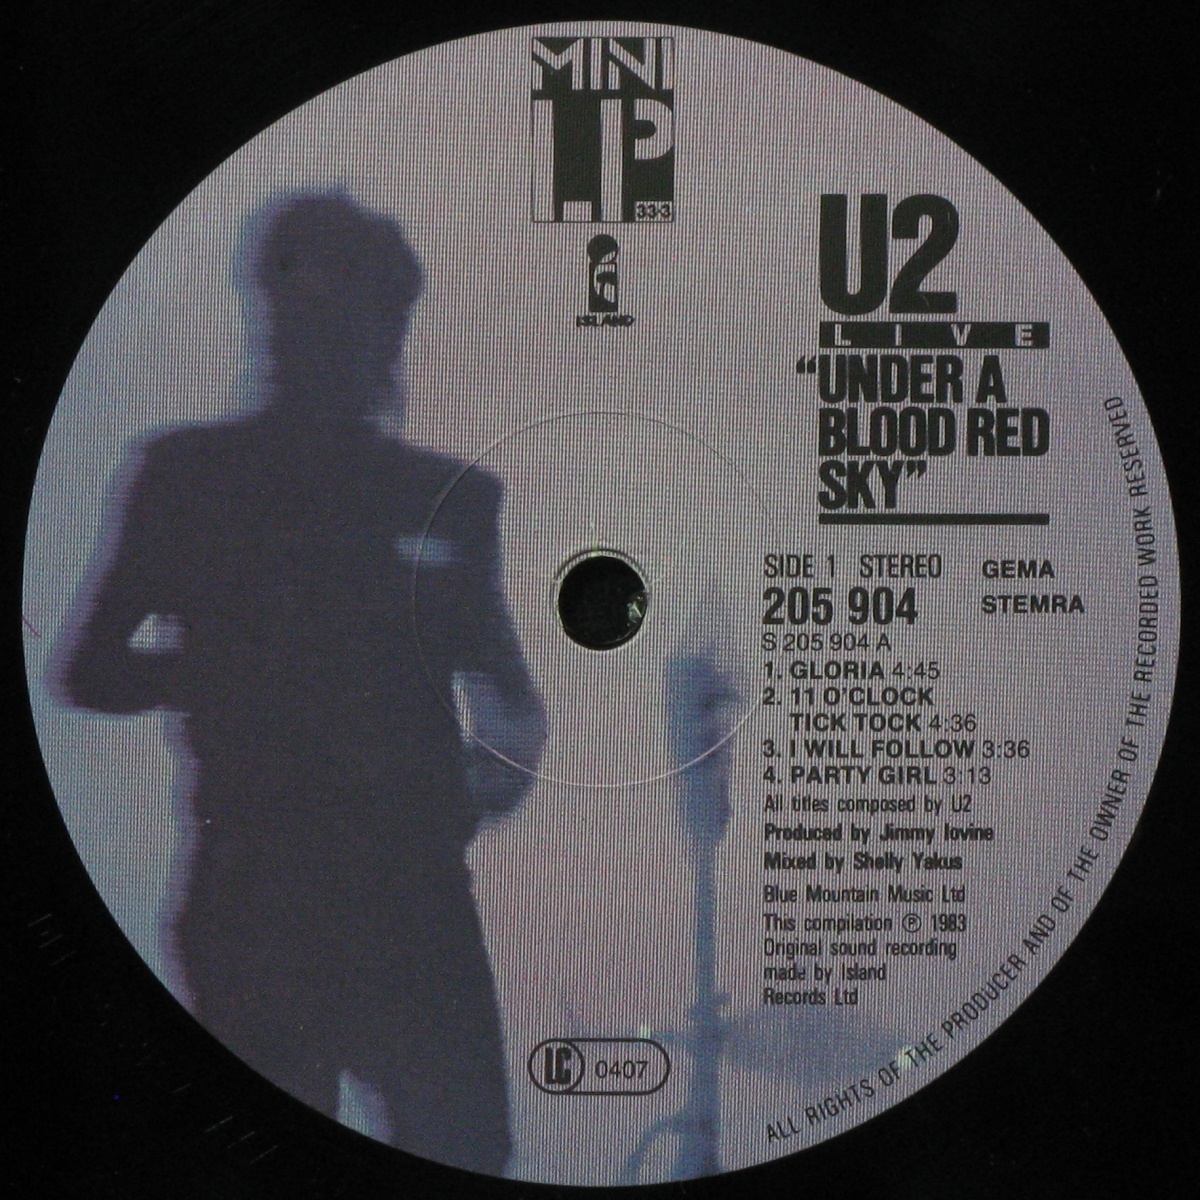 MINI
LP
33·3
ISLAND
U2
LIVE
“UNDER A
BLOOD RED
SKY”
SIDE 1 STEREO GEMA
205 904 STEMRA
S 205 904 A
1. GLORIA 4:45
2. 11 O'CLOCK
TICK TOCK 4:36
3. I WILL FOLLOW 3:36
4. PARTY GIRL 3:13
All titles composed by U2
Produced by Jimmy Iovine
Mixed by Shelly Yakus
Blue Mountain Music Ltd
This compilation ℗ 1983
Original sound recording
made by Island
Records Ltd
LC 0407
ALL RIGHTS OF THE PRODUCER AND OF THE OWNER OF THE RECORDED WORK RESERVED